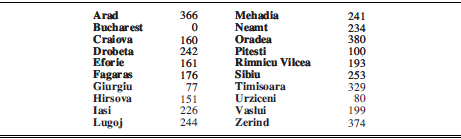 Arad 366 Mehadia 241
Bucharest 0 Neamt 234
Craiova 160 Oradea 380
Drobeta 242 Pitesti 100
Eforie 161 Rimnicu Vilcea 193
Fagaras 176 Sibiu 253
Giurgiu 77 Timisoara 329
Hirsova 151 Urziceni 80
Iasi 226 Vaslui 199
Lugoj 244 Zerind 374